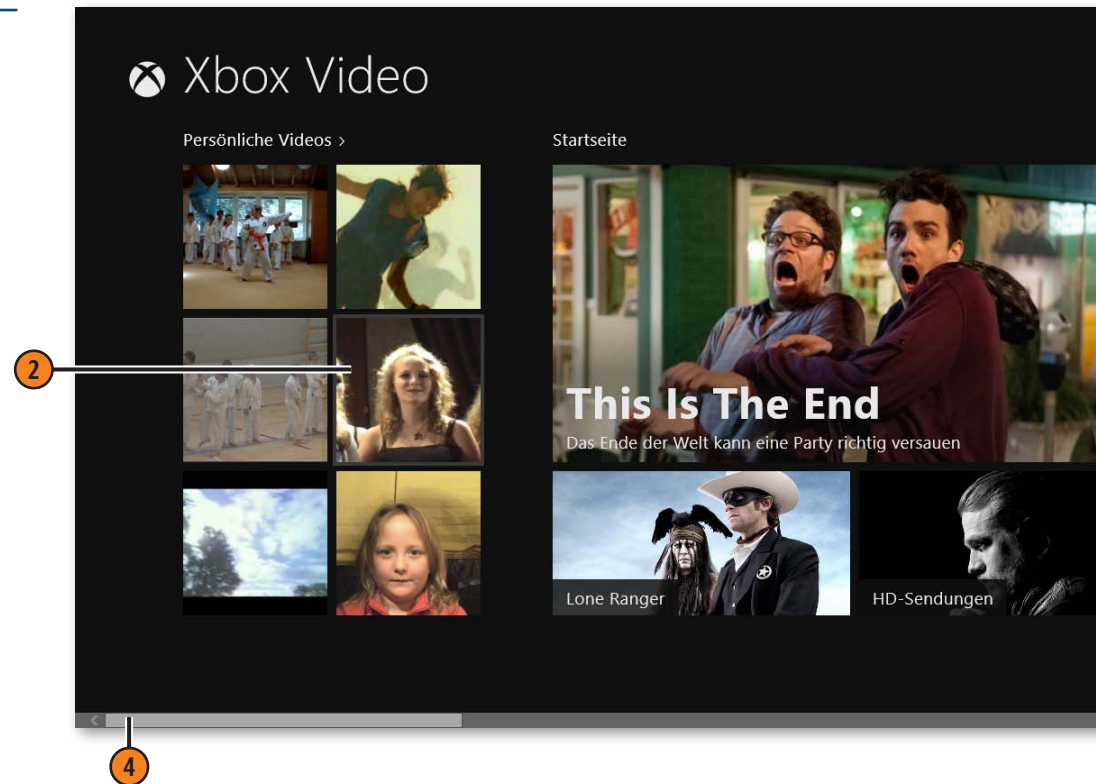 Xbox Video
Persönliche Videos >
Startseite
2
This Is The End
Das Ende der Welt kann eine Party richtig versauen
Lone Ranger
HD-Sendungen
4